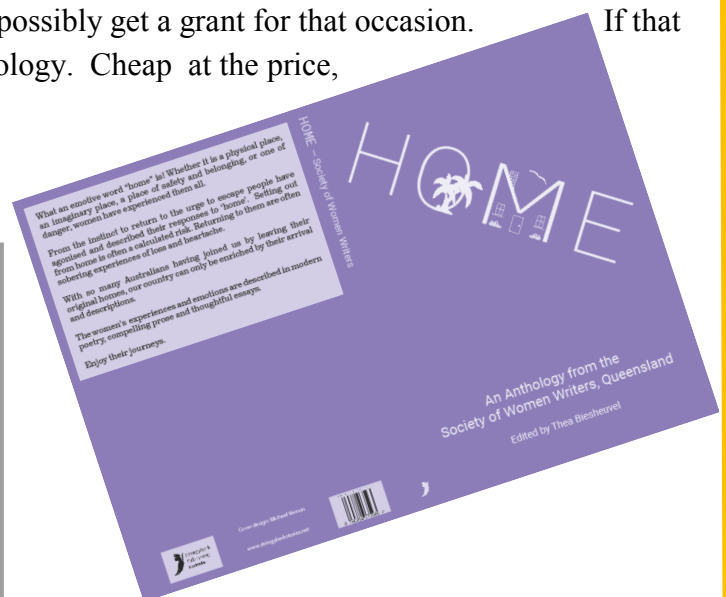 possibly get a grant for that occasion. If that
ology. Cheap at the price,
What an emotive word "home" is! Whether it is a physical place,
an imaginary place, a place of safety and belonging, or one of
danger, women have experienced them all.
From the instinct to return to the urge to escape people have
agonised and described their responses to 'home'. Setting out
from home is often a calculated risk. Returning to them are often
sobering experiences of loss and heartache.
With so many Australians having joined us by leaving their
original homes, our country can only be enriched by their arrival
and descriptions.
The women's experiences and emotions are described in modern
poetry, compelling prose and thoughtful essays.
Enjoy their journeys.
HOME – Society of Women Writers
HOME
An Anthology from the
Society of Women Writers, Queensland
Edited by Thea Biesheuvel